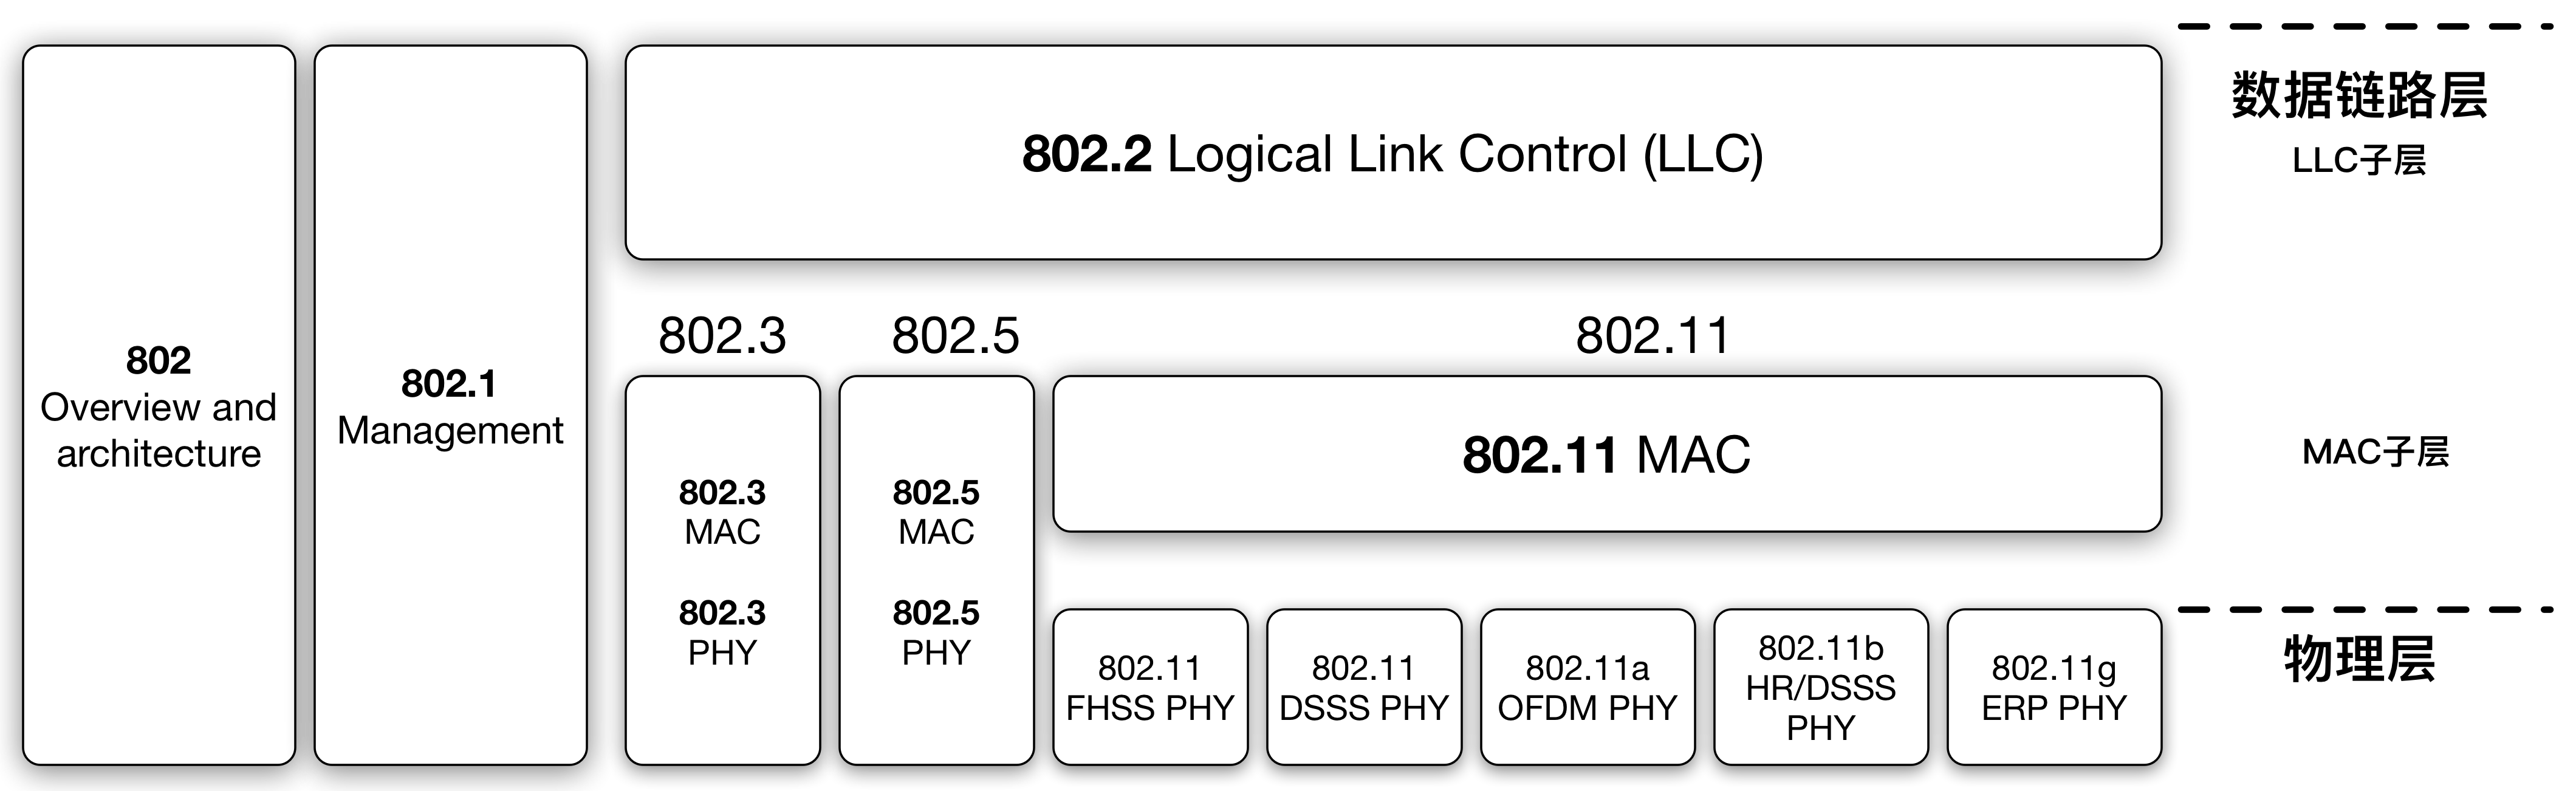 802
Overview and
architecture
802.1
Management
802.2 Logical Link Control (LLC)
数据链路层
LLC子层
802.3
802.5
802.11
802.3
MAC
802.3
PHY
802.5
MAC
802.5
PHY
802.11 MAC
MAC子层
802.11
FHSS PHY
802.11
DSSS PHY
802.11a
OFDM PHY
802.11b
HR/DSSS
PHY
802.11g
ERP PHY
物理层